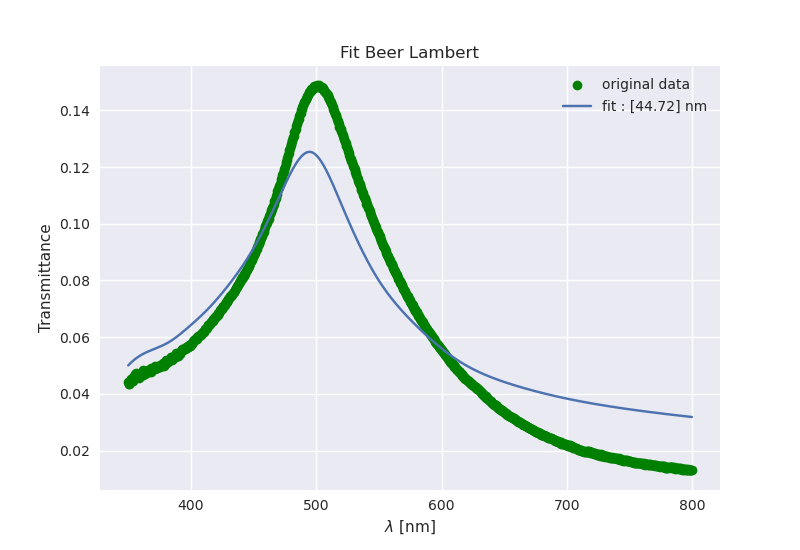 Fit Beer Lambert
original data
fit : [44.72] nm
Transmittance
0.14
0.12
0.10
0.08
0.06
0.04
0.02
400 500 600 700 800
λ [nm]